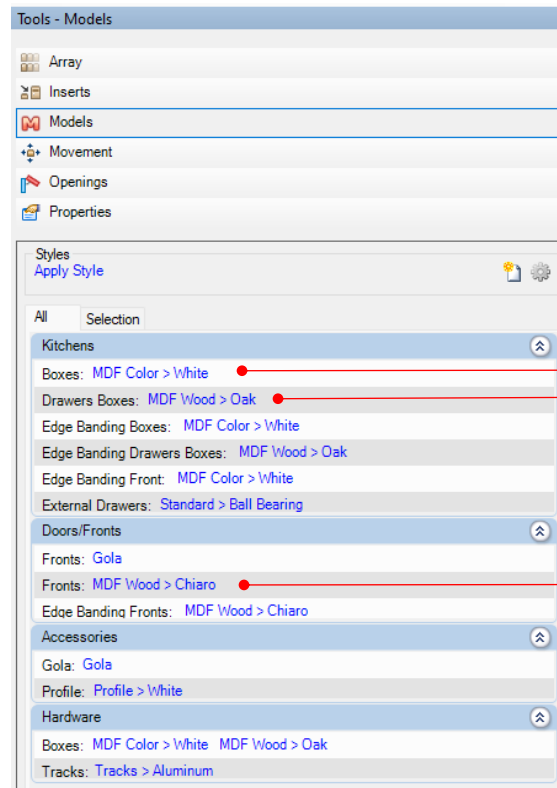 Tools - Models
Array
Inserts
Models
Movement
Openings
Properties
Styles
Apply Style
All Selection
Kitchens
Boxes: MDF Color > White
Drawers Boxes: MDF Wood > Oak
Edge Banding Boxes: MDF Color > White
Edge Banding Drawers Boxes: MDF Wood > Oak
Edge Banding Front: MDF Color > White
External Drawers: Standard > Ball Bearing
Doors/Fronts
Fronts: Gola
Fronts: MDF Wood > Chiaro
Edge Banding Fronts: MDF Wood > Chiaro
Accessories
Gola: Gola
Profile: Profile > White
Hardware
Boxes: MDF Color > White MDF Wood > Oak
Tracks: Tracks > Aluminum